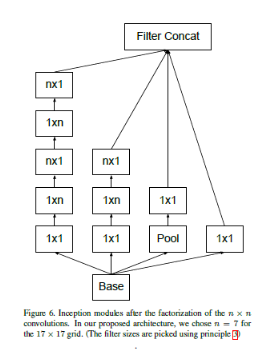 Filter Concat
nx1
1xn
nx1 nx1
1xn 1xn 1x1
1x1 1x1 Pool 1x1
Base
Figure 6. Inception modules after the factorization of the n × n
convolutions. In our proposed architecture, we chose n = 7 for
the 17 × 17 grid. (The filter sizes are picked using principle 3)